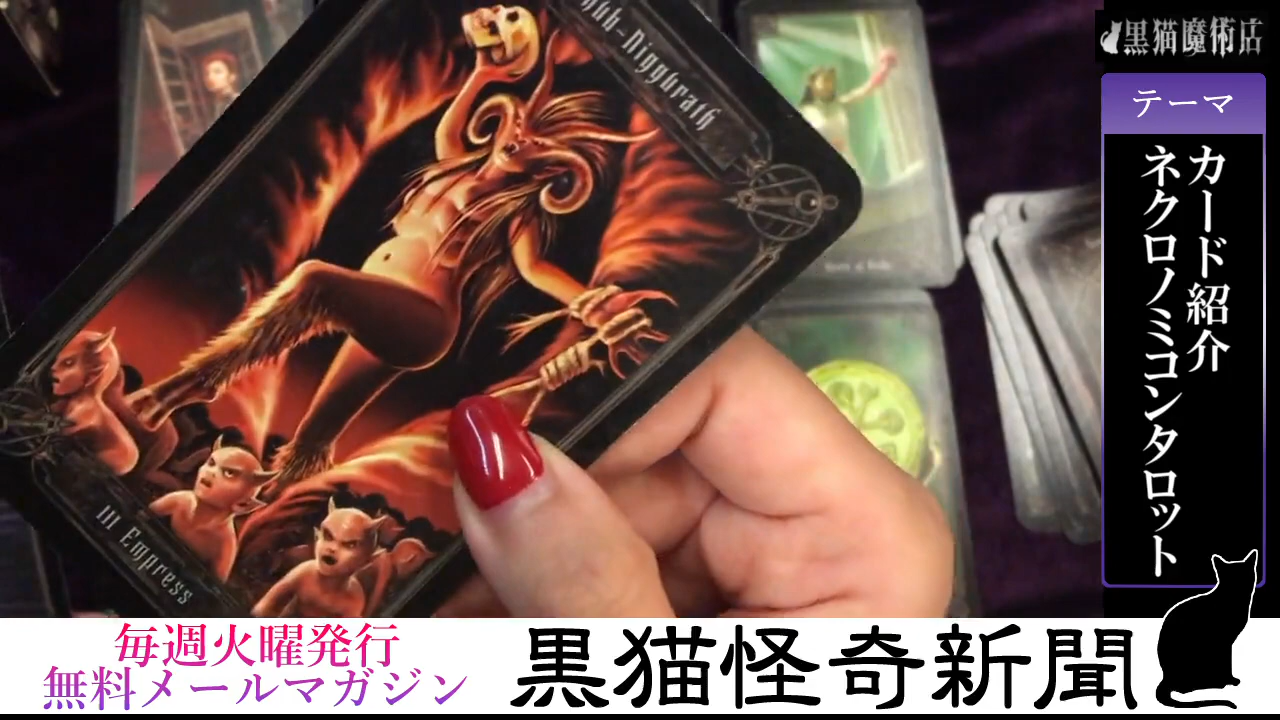 黒猫魔術店
テーマ
カード紹介
ネクロノミコンタロット
ub-Niggurath
III Empress
毎週火曜発行
無料メールマガジン
黒猫怪奇新聞